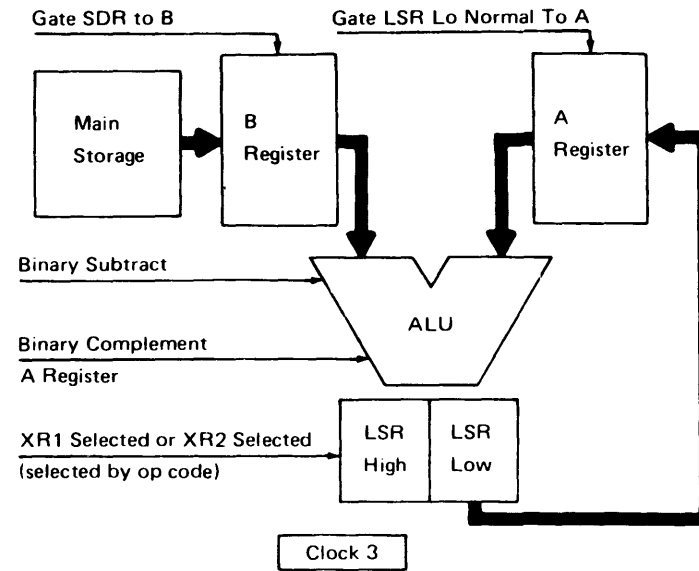 Gate SDR to B
Gate LSR Lo Normal To A
Main
Storage
B
Register
A
Register
Binary Subtract
ALU
Binary Complement
A Register
XR1 Selected or XR2 Selected
(selected by op code)
LSR
High
LSR
Low
Clock 3